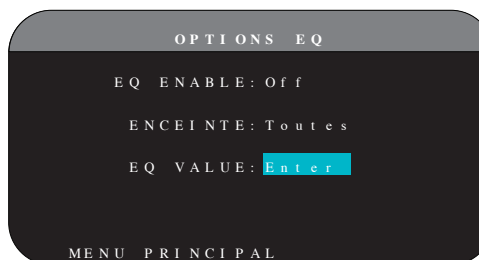 OPTIONS EQ
EQ ENABLE: Off
ENCEINTE: Toutes
EQ VALUE: Enter
MENU PRINCIPAL